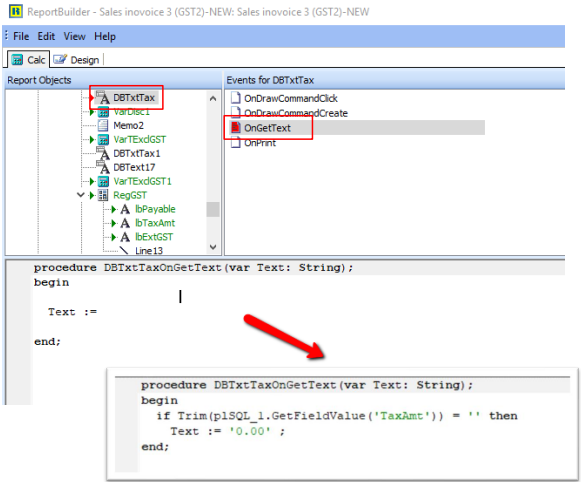 ReportBuilder - Sales inovoice 3 (GST2)-NEW: Sales inovoice 3 (GST2)-NEW
File Edit View Help
Calc Design
Report Objects
Events for DBTxtTax
DBTxtTax
VarDisc1
Memo2
VarTExclGST
DBTxtTax1
DBText17
VarTExclGST1
RegGST
lbPayable
lbTaxAmt
lbExtGST
Line13
OnDrawCommandClick
OnDrawCommandCreate
OnGetText
OnPrint
procedure DBTxtTaxOnGetText(var Text: String);
begin
Text :=
end;
procedure DBTxtTaxOnGetText(var Text: String);
begin
if Trim(plSQL_1.GetFieldValue('TaxAmt')) = '' then
Text := '0.00' ;
end;